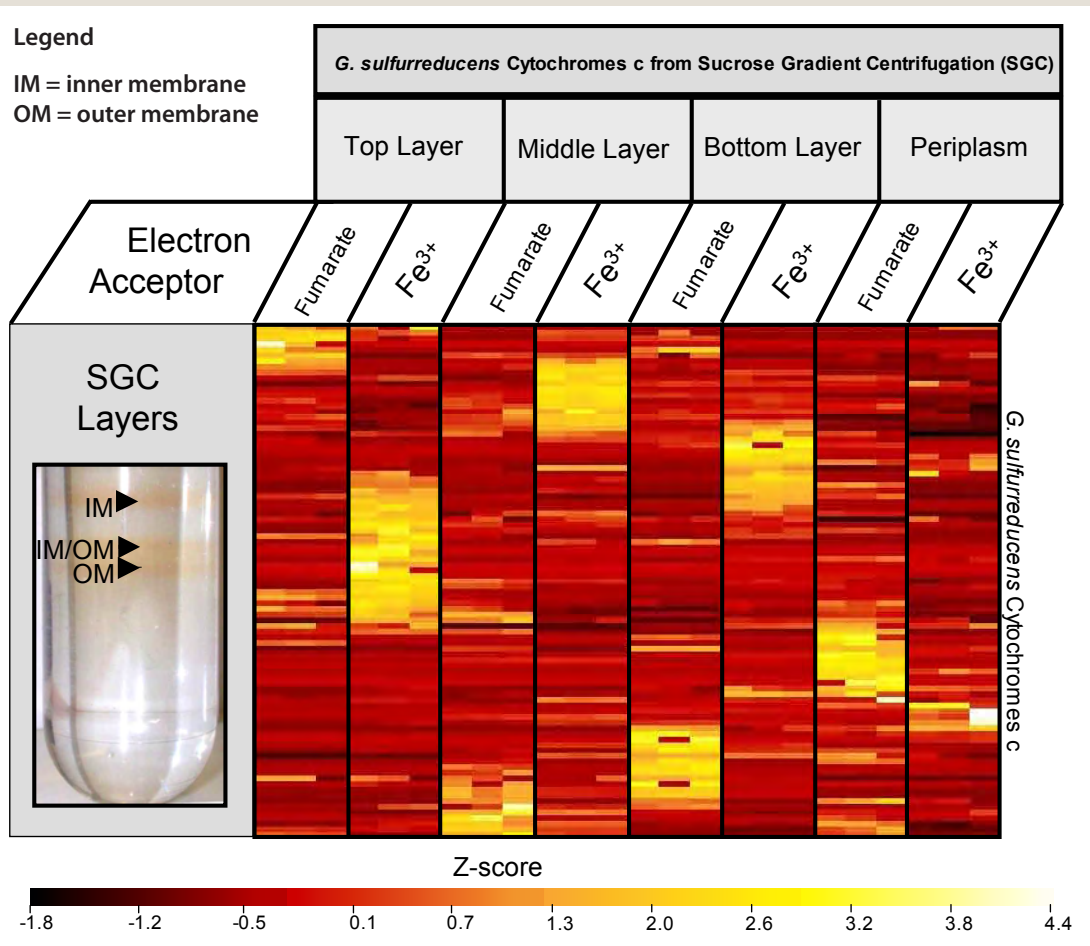 Legend
IM = inner membrane
OM = outer membrane
G. sulfurreducens Cytochromes c from Sucrose Gradient Centrifugation (SGC)
Top Layer
Middle Layer
Bottom Layer
Periplasm
Electron
Acceptor
Fumarate
Fe3+
Fumarate
Fe3+
Fumarate
Fe3+
Fumarate
Fe3+
SGC
Layers
IM
IM/OM
OM
G. sulfurreducens Cytochromes c
Z-score
-1.8 -1.2 -0.5 0.1 0.7 1.3 2.0 2.6 3.2 3.8 4.4